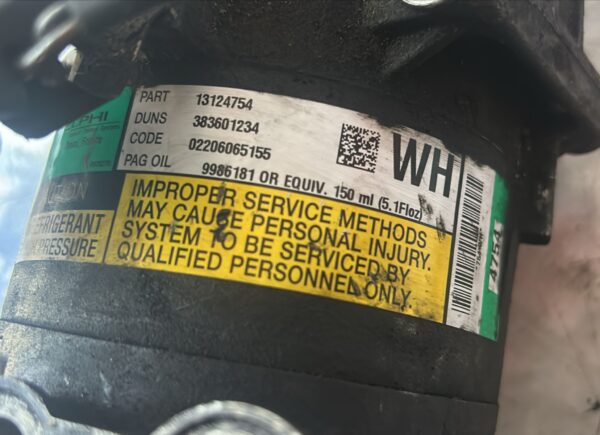 PART 13124754
DUNS 383601234
CODE 02206065155
PAG OIL 9986181 OR EQUIV. 150 ml (5.1Floz)
WH
IMPROPER SERVICE METHODS
MAY CAUSE PERSONAL INJURY.
SYSTEM TO BE SERVICED BY
QUALIFIED PERSONNEL ONLY.
REFRIGERANT
PRESSURE
4754